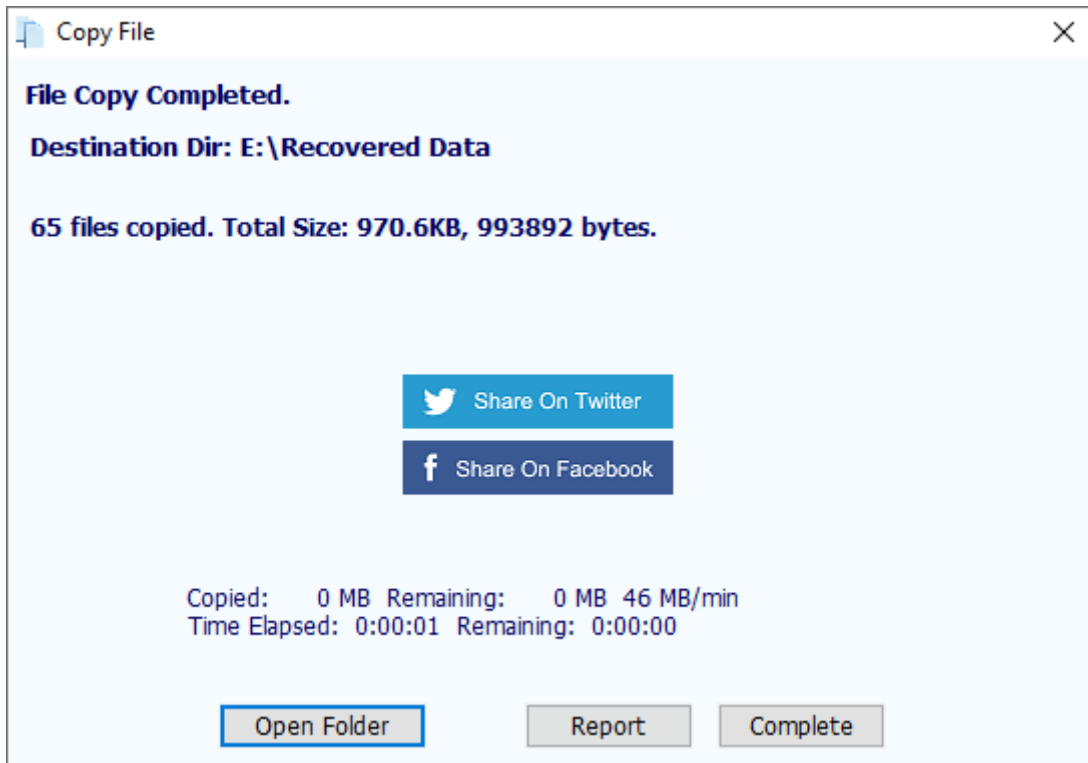 Copy File
File Copy Completed.
Destination Dir: E:\Recovered Data
65 files copied. Total Size: 970.6KB, 993892 bytes.
Share On Twitter
f Share On Facebook
Copied: 0 MB Remaining: 0 MB 46 MB/min
Time Elapsed: 0:00:01 Remaining: 0:00:00
Open Folder Report Complete